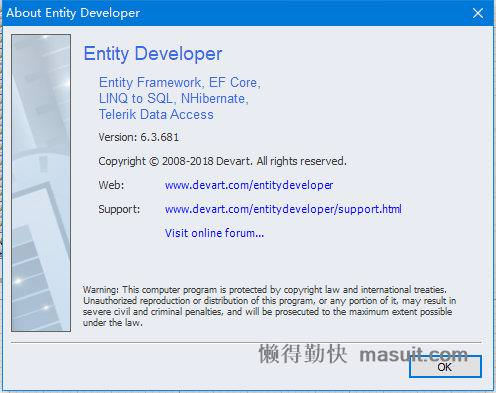 About Entity Developer
Entity Developer
Entity Framework, EF Core,
LINQ to SQL, NHibernate,
Telerik Data Access
Version: 6.3.681
Copyright © 2008-2018 Devart. All rights reserved.
Web: www.devart.com/entitydeveloper
Support: www.devart.com/entitydeveloper/support.html
Visit online forum...
Warning: This computer program is protected by copyright law and international treaties.
Unauthorized reproduction or distribution of this program, or any portion of it, may result in
severe civil and criminal penalties, and will be prosecuted to the maximum extent possible
under the law.
懒得勤快 masuit.com
OK